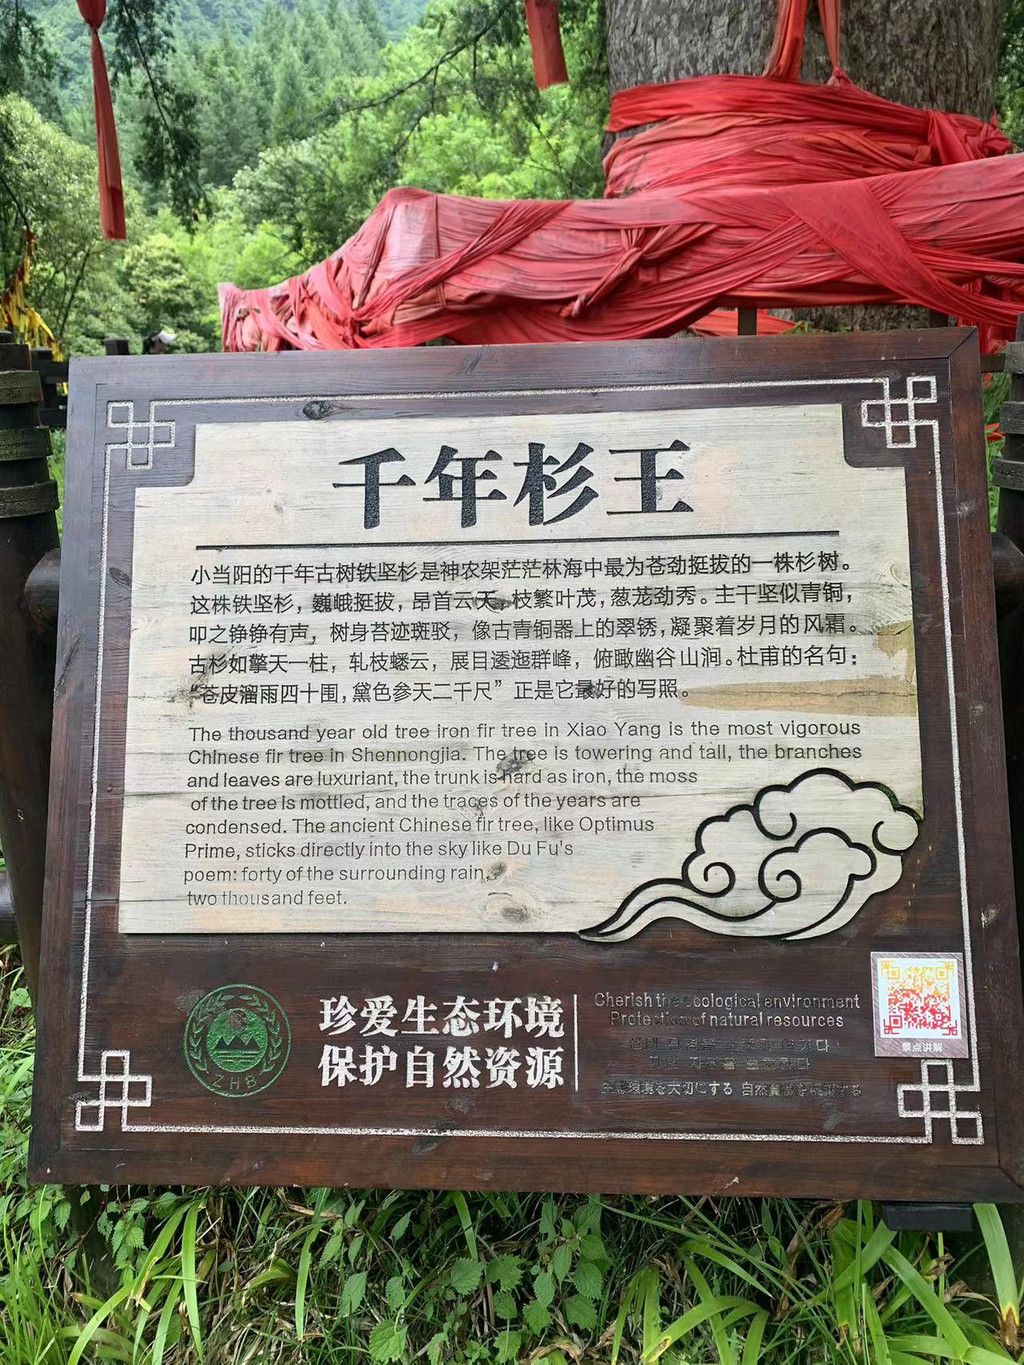 千年杉王
小当阳的千年古树铁坚杉是神农架茫茫林海中最为苍劲挺拔的一株杉树。
这株铁坚杉，巍峨挺拔，昂首云天，枝繁叶茂，葱茏劲秀。主干坚似青铜，
叩之铮铮有声，树身苔迹斑驳，像古青铜器上的翠锈，凝聚着岁月的风霜。
古杉如擎天一柱，轧枝蟋云，展目逶迤群峰，俯瞰幽谷山涧。杜甫的名句：
“苍皮溜雨四十围，黛色参天二千尺”正是它最好的写照。
The thousand year old tree iron fir tree in Xiao Yang is the most vigorous
Chinese fir tree in Shennongjia. The tree is towering and tall, the branches
and leaves are luxuriant, the trunk is hard as iron, the moss
of the tree is mottled, and the traces of the years are
condensed. The ancient Chinese fir tree, like Optimus
Prime, sticks directly into the sky like Du Fu's
poem: forty of the surrounding rain,
two thousand feet.
ZHB
珍爱生态环境
保护自然资源
Cherish the ecological environment
Protection of natural resources
環境を大切にする 自然
景点讲解